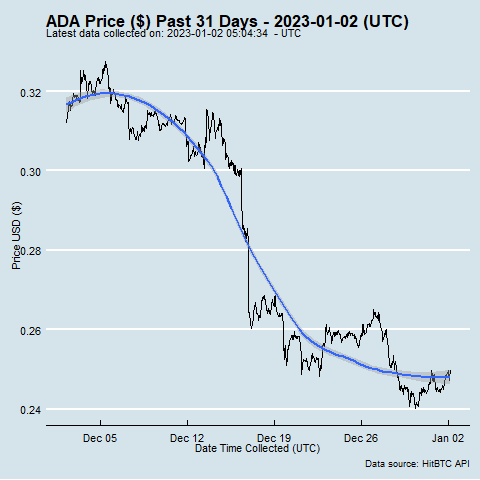 ADA Price ($) Past 31 Days - 2023-01-02 (UTC)
Latest data collected on: 2023-01-02 05:04:34 - UTC
0.32
0.30
0.28
0.26
0.24
Price USD ($)
Dec 05 Dec 12 Dec 19 Dec 26 Jan 02
Date Time Collected (UTC)
Data source: HitBTC API